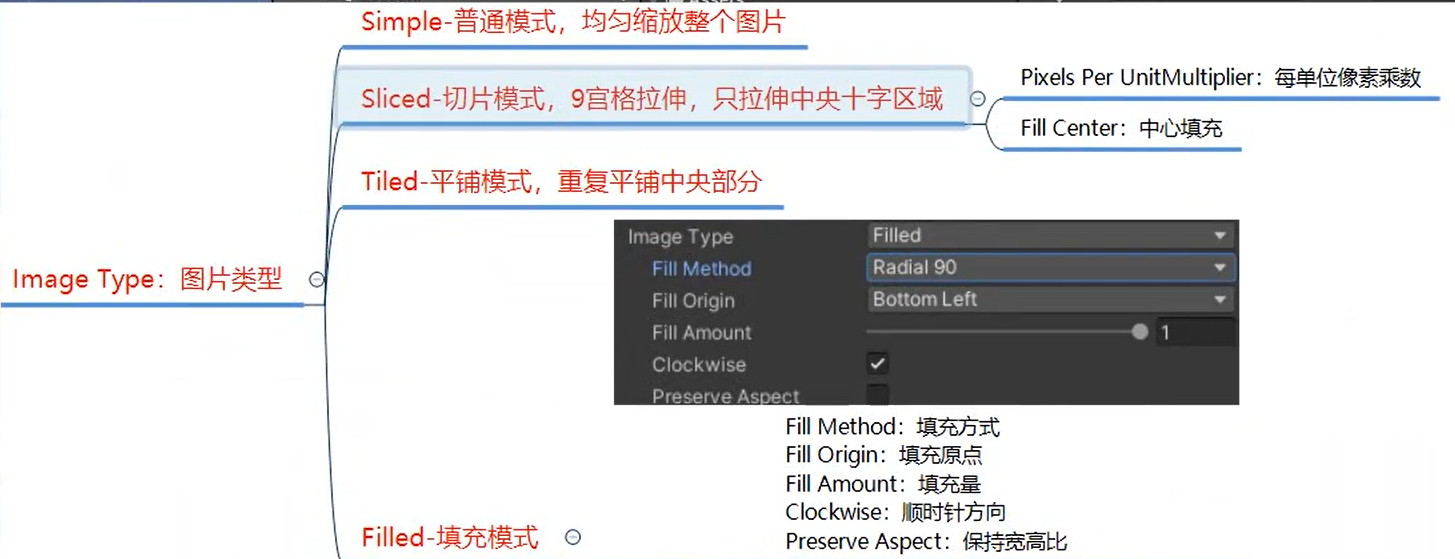 Simple-普通模式，均匀缩放整个图片
Sliced-切片模式，9宫格拉伸，只拉伸中央十字区域
Pixels Per UnitMultiplier：每单位像素乘数
Fill Center：中心填充
Tiled-平铺模式，重复平铺中央部分
Image Type：图片类型
Image Type Filled
Fill Method Radial 90
Fill Origin Bottom Left
Fill Amount 1
Clockwise
Preserve Aspect
Fill Method：填充方式
Fill Origin：填充原点
Fill Amount：填充量
Clockwise：顺时针方向
Preserve Aspect：保持宽高比
Filled-填充模式